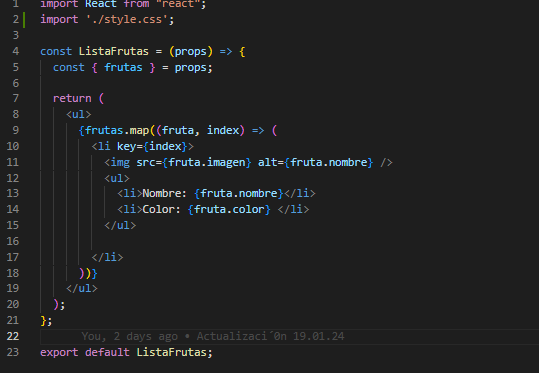 1 import React from "react";
2 import './style.css';
3
4 const ListaFrutas = (props) => {
5 const { frutas } = props;
6
7 return (
8 <ul>
9 {frutas.map((fruta, index) => (
10 <li key={index}>
11 <img src={fruta.imagen} alt={fruta.nombre} />
12 <ul>
13 <li>Nombre: {fruta.nombre}</li>
14 <li>Color: {fruta.color} </li>
15 </ul>
16
17 </li>
18 ))}
19 </ul>
20 );
21 };
22 You, 2 days ago • Actualizaci´0n 19.01.24
23 export default ListaFrutas;